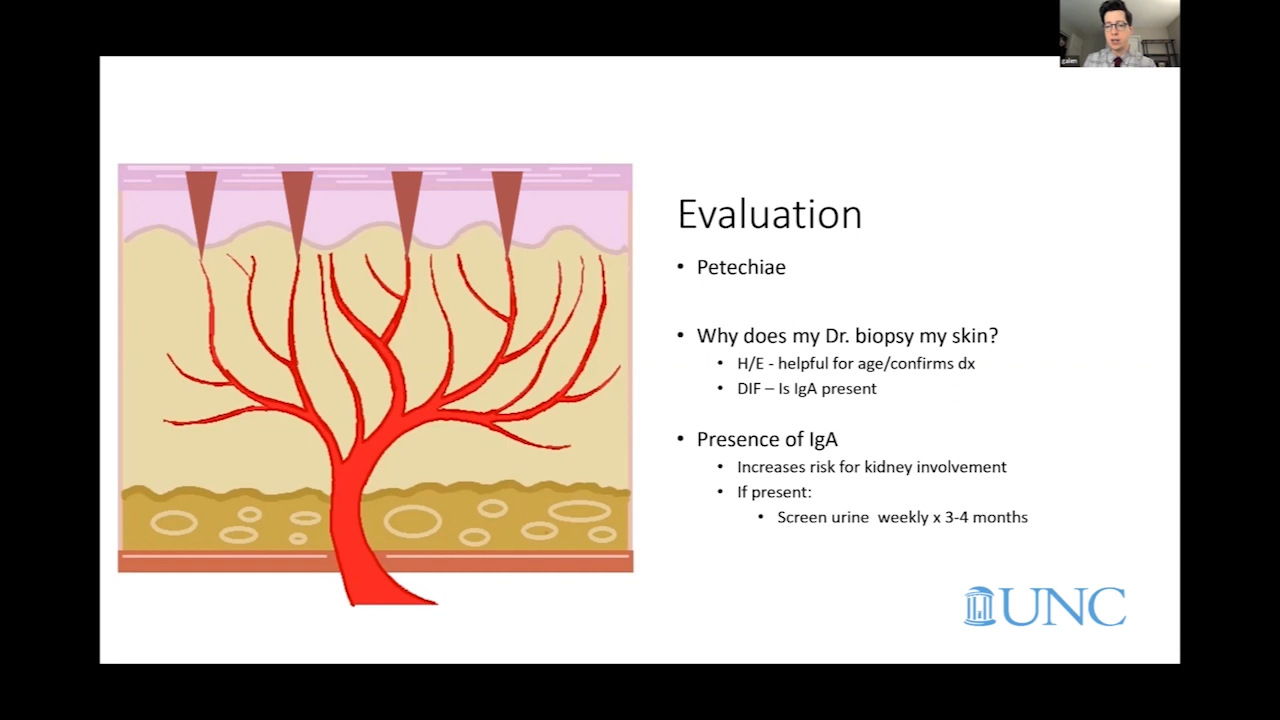 galen
Evaluation
• Petechiae
• Why does my Dr. biopsy my skin?
• H/E - helpful for age/confirms dx
• DIF – Is IgA present
• Presence of IgA
• Increases risk for kidney involvement
• If present:
• Screen urine weekly x 3-4 months
UNC